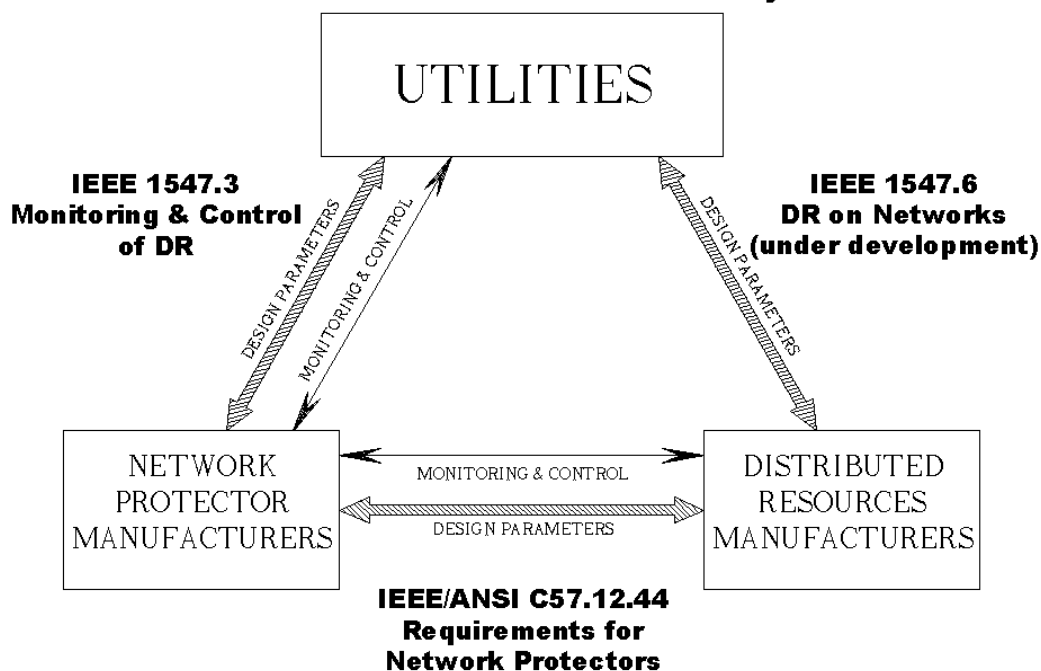 UTILITIES
IEEE 1547.3
Monitoring & Control
of DR
IEEE 1547.6
DR on Networks
(under development)
DESIGN PARAMETERS
MONITORING & CONTROL
DESIGN PARAMETERS
NETWORK
PROTECTOR
MANUFACTURERS
MONITORING & CONTROL
DESIGN PARAMETERS
DISTRIBUTED
RESOURCES
MANUFACTURERS
IEEE/ANSI C57.12.44
Requirements for
Network Protectors